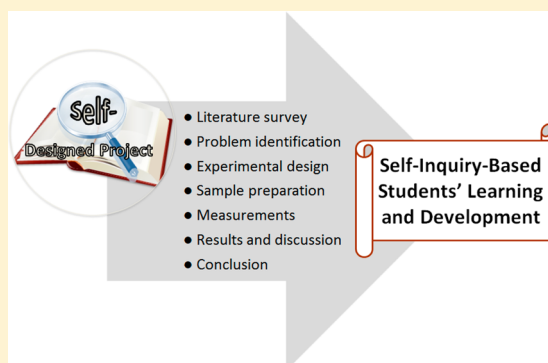 Self-
Designed Project
● Literature survey
● Problem identification
● Experimental design
● Sample preparation
● Measurements
● Results and discussion
● Conclusion
Self-Inquiry-Based
Students' Learning
and Development